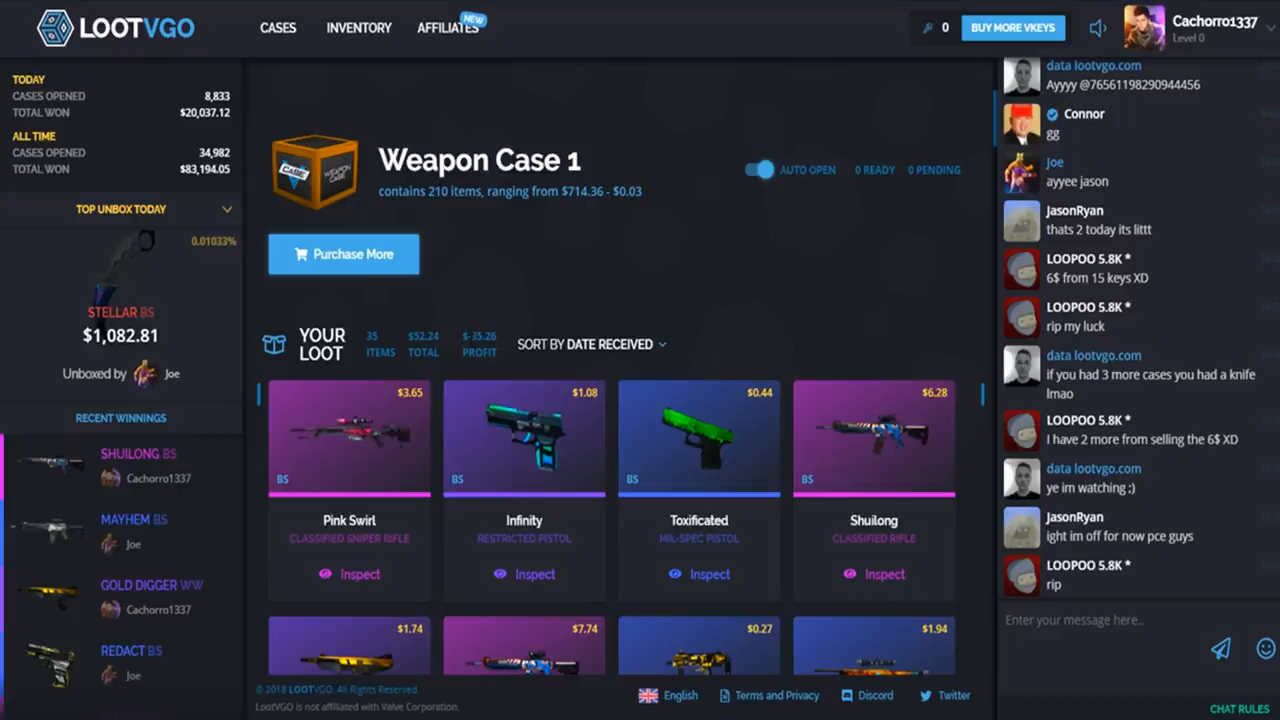 LOOTVGO
CASES
INVENTORY
AFFILIATES
NEW
0
BUY MORE VKEYS
Cachorro1337
Level 0
TODAY
CASES OPENED 8,833
TOTAL WON $20,037.12
ALL TIME
CASES OPENED 34,982
TOTAL WON $83,194.05
TOP UNBOX TODAY
0.01033%
STELLAR BS
$1,082.81
Unboxed by Joe
RECENT WINNINGS
SHUILONG BS
Cachorro1337
MAYHEM BS
Joe
GOLD DIGGER WW
Cachorro1337
REDACT BS
Joe
CASE
WEAPON CASE
Weapon Case 1
contains 210 items, ranging from $714.36 - $0.03
AUTO OPEN
0 READY
0 PENDING
Purchase More
YOUR LOOT
35 ITEMS
$52.24 TOTAL
$-35.26 PROFIT
SORT BY DATE RECEIVED
$3.65
BS
Pink Swirl
CLASSIFIED SNIPER RIFLE
Inspect
$1.08
BS
Infinity
RESTRICTED PISTOL
Inspect
$0.44
BS
Toxificated
MIL-SPEC PISTOL
Inspect
$6.28
BS
Shuilong
CLASSIFIED RIFLE
Inspect
$1.74
$7.74
$0.27
$1.94
© 2018 LOOTVGO. All Rights Reserved.
LootVGO is not affiliated with Valve Corporation.
English
Terms and Privacy
Discord
Twitter
data lootvgo.com
Ayyyy @76561198290944456
Connor
gg
Joe
ayyee jason
JasonRyan
thats 2 today its littt
LOOPOO 5.8K *
6$ from 15 keys XD
LOOPOO 5.8K *
rip my luck
data lootvgo.com
if you had 3 more cases you had a knife
lmao
LOOPOO 5.8K *
I have 2 more from selling the 6$ XD
data lootvgo.com
ye im watching ;)
JasonRyan
ight im off for now pce guys
LOOPOO 5.8K *
rip
Enter your message here..
CHAT RULES